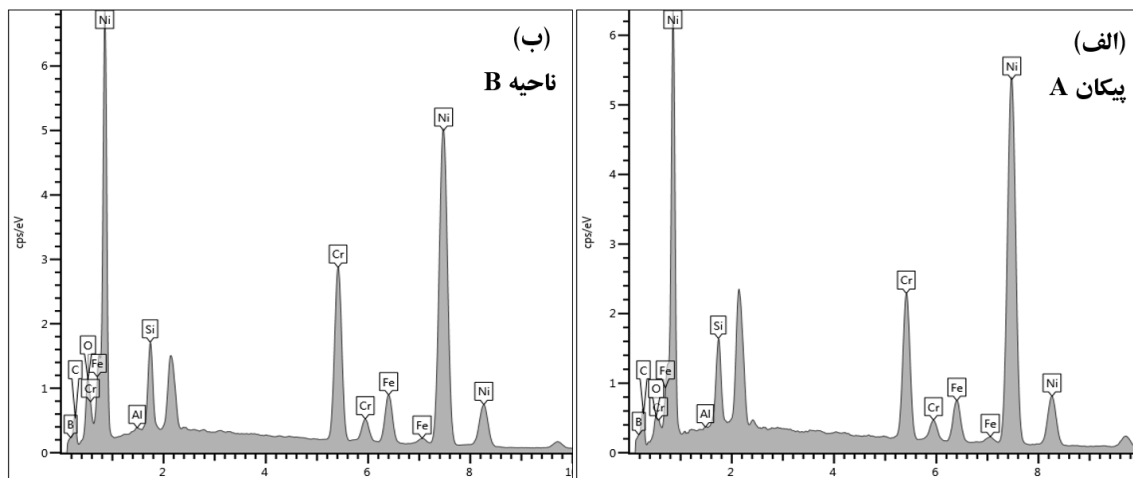 (الف)
پیکان A
cps/eV
6
5
4
3
2
1
0
2
4
6
8
Ni
Ni
Cr
Si
Fe
Ni
Cr
Fe
C
O
Fe
Cr
B
Al
(ب)
ناحیه B
cps/eV
6
5
4
3
2
1
0
2
4
6
8
Ni
Ni
Cr
Si
O
Fe
C
Cr
B
Al
Cr
Fe
Fe
Ni